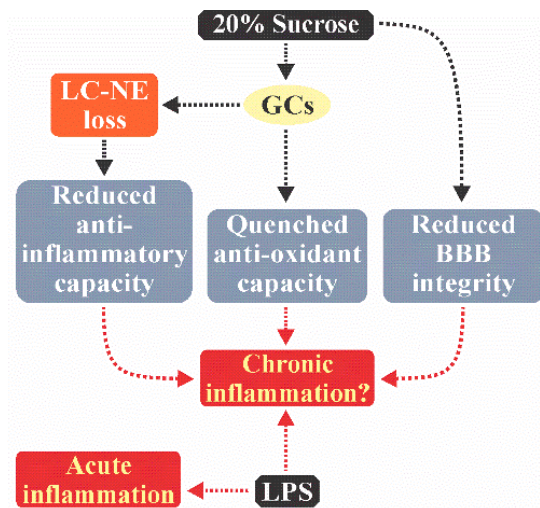 20% Sucrose
LC-NE
loss
GCs
Reduced
anti-
inflammatory
capacity
Quenched
anti-oxidant
capacity
Reduced
BBB
integrity
Chronic
inflammation?
Acute
inflammation
LPS